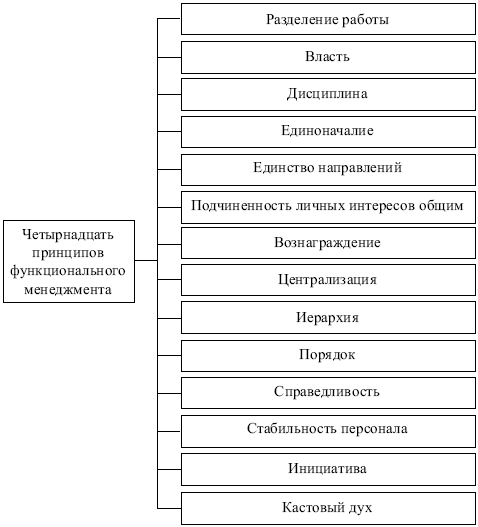 Четырнадцать
принципов
функционального
менеджмента
Разделение работы
Власть
Дисциплина
Единоначалие
Единство направлений
Подчиненность личных интересов общим
Вознаграждение
Централизация
Иерархия
Порядок
Справедливость
Стабильность персонала
Инициатива
Кастовый дух